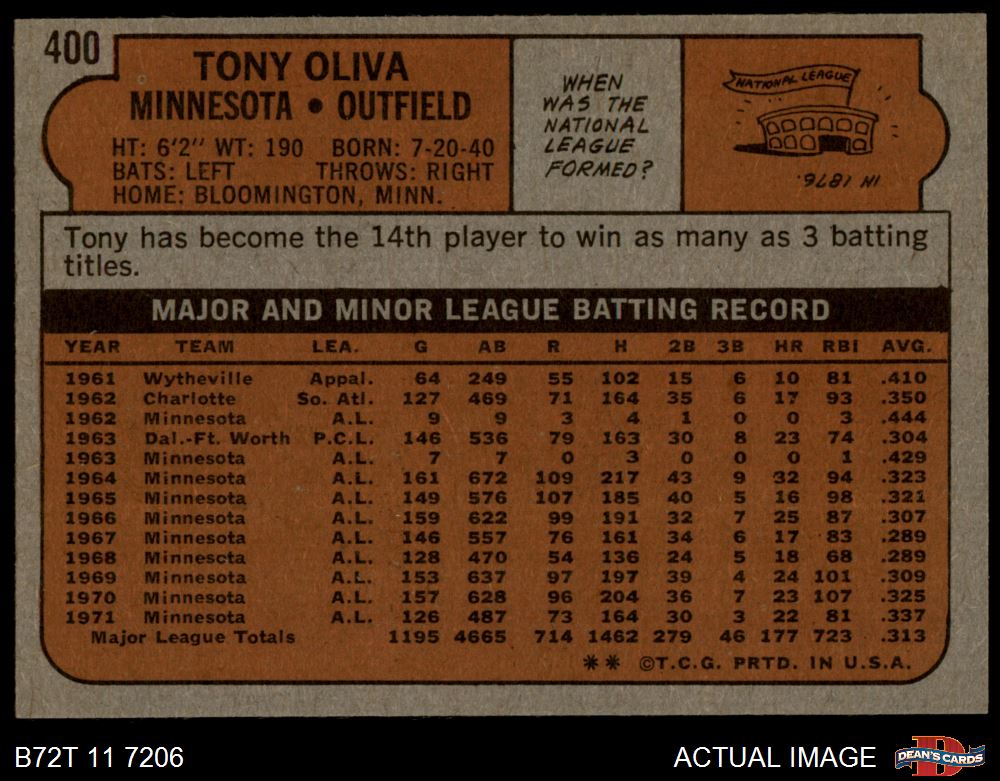 400
TONY OLIVA
MINNESOTA • OUTFIELD
HT: 6'2" WT: 190 BORN: 7-20-40
BATS: LEFT THROWS: RIGHT
HOME: BLOOMINGTON, MINN.
WHEN
WAS THE
NATIONAL
LEAGUE
FORMED?
NATIONAL LEAGUE
IN 1876.
Tony has become the 14th player to win as many as 3 batting
titles.
MAJOR AND MINOR LEAGUE BATTING RECORD
YEAR TEAM LEA. G AB R H 2B 3B HR RBI AVG.
1961 Wytheville Appal. 64 249 55 102 15 6 10 81 .410
1962 Charlotte So. Atl. 127 469 71 164 35 6 17 93 .350
1962 Minnesota A.L. 9 9 3 4 1 0 0 3 .444
1963 Dal.-Ft. Worth P.C.L. 146 536 79 163 30 8 23 74 .304
1963 Minnesota A.L. 7 7 0 3 0 0 0 1 .429
1964 Minnesota A.L. 161 672 109 217 43 9 32 94 .323
1965 Minnesota A.L. 149 576 107 185 40 5 16 98 .321
1966 Minnesota A.L. 159 622 99 191 32 7 25 87 .307
1967 Minnesota A.L. 146 557 76 161 34 6 17 83 .289
1968 Minnesota A.L. 128 470 54 136 24 5 18 68 .289
1969 Minnesota A.L. 153 637 97 197 39 4 24 101 .309
1970 Minnesota A.L. 157 628 96 204 36 7 23 107 .325
1971 Minnesota A.L. 126 487 73 164 30 3 22 81 .337
Major League Totals 1195 4665 714 1462 279 46 177 723 .313
** ©T.C.G. PRTD. IN U.S.A.
B72T 11 7206
ACTUAL IMAGE
D
DEAN'S CARDS